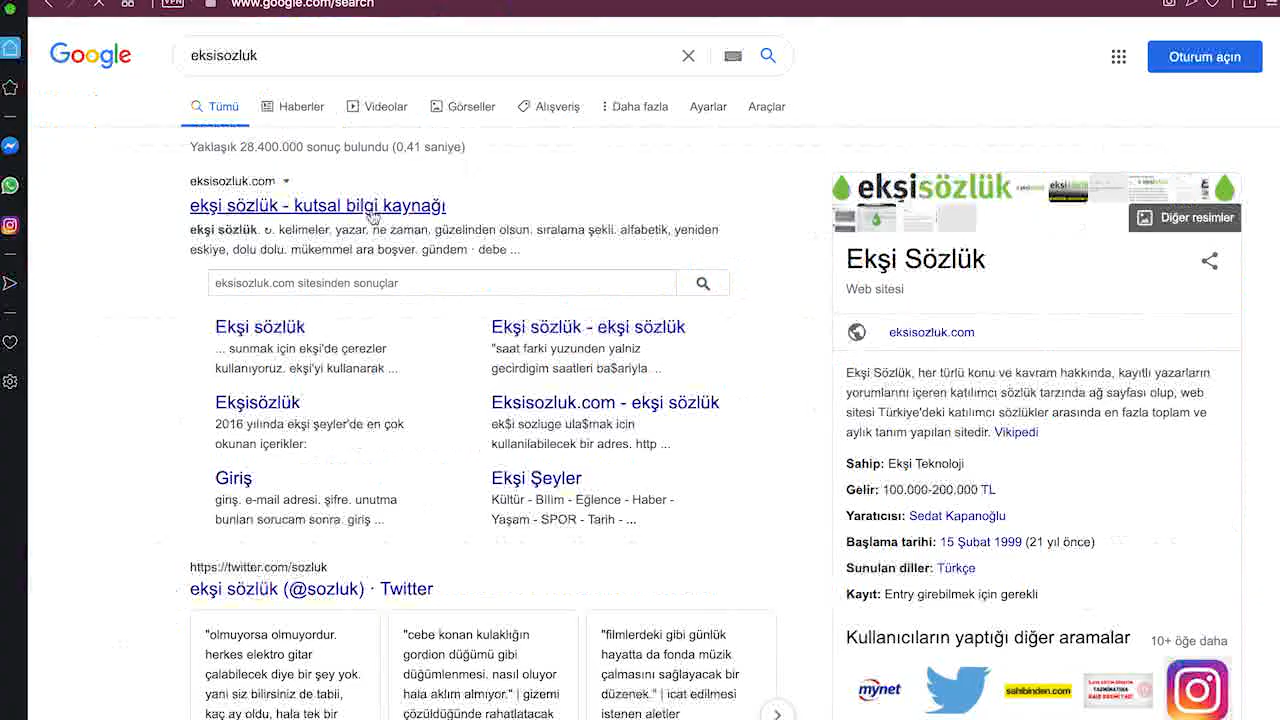 VPN
www.google.com/search
Google
eksisozluk
Oturum açın
Tümü
Haberler
Videolar
Görseller
Alışveriş
Daha fazla
Ayarlar
Araçlar
Yaklaşık 28.400.000 sonuç bulundu (0,41 saniye)
eksisozluk.com
ekşi sözlük - kutsal bilgi kaynağı
ekşi sözlük. و. kelimeler. yazar. ne zaman. güzelinden olsun. sıralama şekli. alfabetik, yeniden
eskiye, dolu dolu. mükemmel ara boşver. gündem · debe ...
eksisozluk.com sitesinden sonuçlar
Ekşi sözlük
... sunmak için ekşi'de çerezler
kullanıyoruz. ekşi'yi kullanarak ...
Ekşi sözlük - ekşi sözlük
"saat farki yuzunden yalniz
gecirdigim saatleri ba$ariyla ...
Ekşisözlük
2016 yılında ekşi şeyler'de en çok
okunan içerikler:
Eksisozluk.com - ekşi sözlük
ek$i sozluge ula$mak icin
kullanilabilecek bir adres. http ...
Giriş
giriş. e-mail adresi. şifre. unutma
bunları sorucam sonra. giriş ...
Ekşi Şeyler
Kültür - Bilim - Eğlence - Haber -
Yaşam - SPOR - Tarih - ...
https://twitter.com/sozluk
ekşi sözlük (@sozluk) · Twitter
"olmuyorsa olmuyordur.
herkes elektro gitar
çalabilecek diye bir şey yok.
yani siz bilirsiniz de tabii,
kaç ay oldu, hala tek bir
"cebe konan kulaklığın
gordion düğümü gibi
düğümlenmesi. nasıl oluyor
hala aklım almıyor." | gizemi
çözüldüğünde rahatlatacak
"filmlerdeki gibi günlük
hayatta da fonda müzik
çalmasını sağlayacak bir
düzenek." | icat edilmesi
istenen aletler
ekşisözlük
Diğer resimler
Ekşi Sözlük
Web sitesi
eksisozluk.com
Ekşi Sözlük, her türlü konu ve kavram hakkında, kayıtlı yazarların
yorumlarını içeren katılımcı sözlük tarzında ağ sayfası olup, web
sitesi Türkiye'deki katılımcı sözlükler arasında en fazla toplam ve
aylık tanım yapılan sitedir. Vikipedi
Sahip: Ekşi Teknoloji
Gelir: 100.000-200.000 TL
Yaratıcısı: Sedat Kapanoğlu
Başlama tarihi: 15 Şubat 1999 (21 yıl önce)
Sunulan diller: Türkçe
Kayıt: Entry girebilmek için gerekli
Kullanıcıların yaptığı diğer aramalar
10+ öğe daha
mynet
sahibinden.com